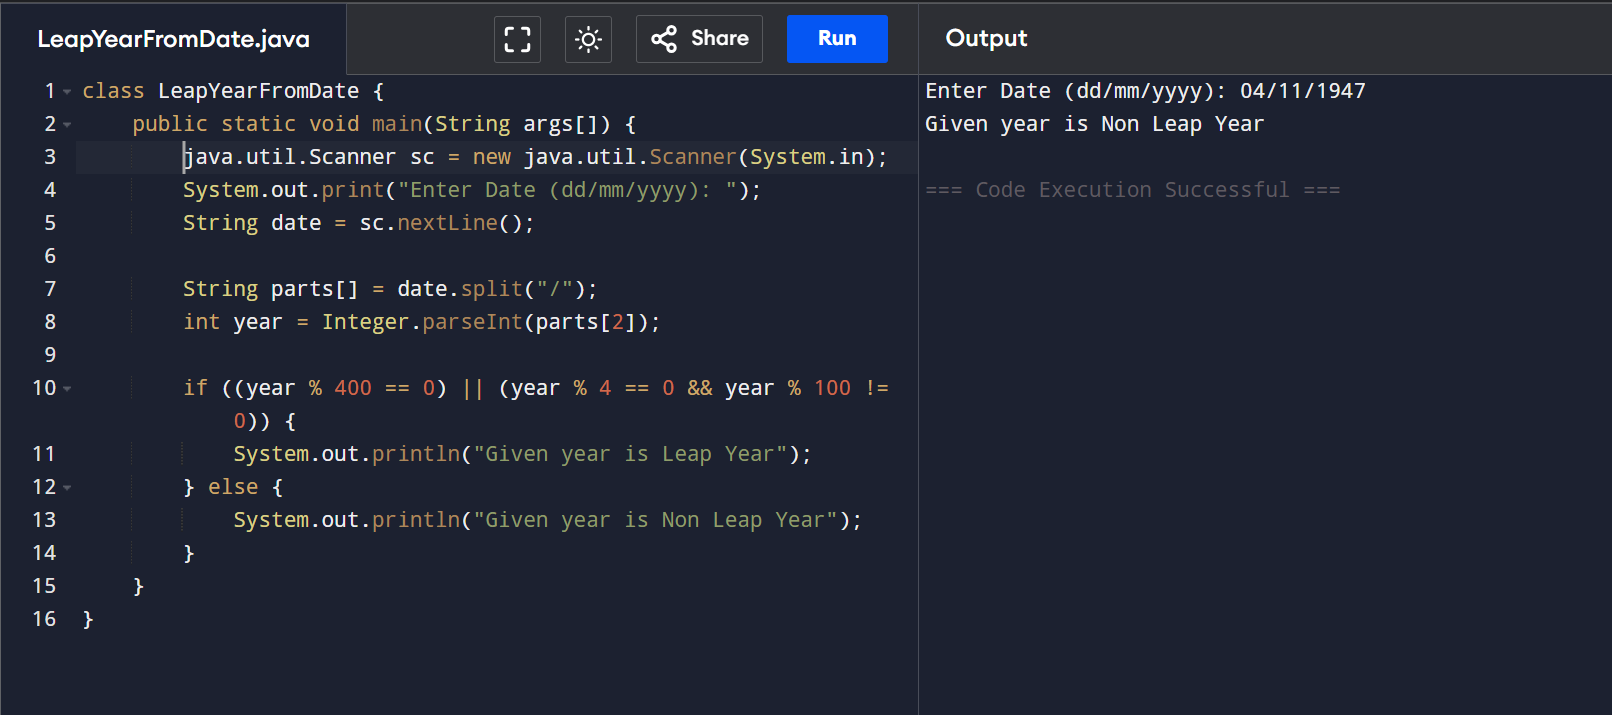 LeapYearFromDate.java
Share
Run
Output
1 class LeapYearFromDate {
2 public static void main(String args[]) {
3 java.util.Scanner sc = new java.util.Scanner(System.in);
4 System.out.print("Enter Date (dd/mm/yyyy): ");
5 String date = sc.nextLine();
6
7 String parts[] = date.split("/");
8 int year = Integer.parseInt(parts[2]);
9
10 if ((year % 400 == 0) || (year % 4 == 0 && year % 100 !=
0)) {
11 System.out.println("Given year is Leap Year");
12 } else {
13 System.out.println("Given year is Non Leap Year");
14 }
15 }
16 }
Enter Date (dd/mm/yyyy): 04/11/1947
Given year is Non Leap Year
=== Code Execution Successful ===